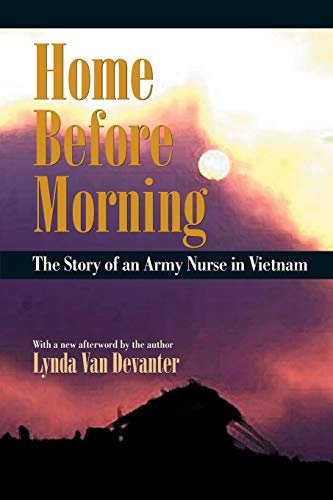 Home
Before
Morning
The Story of an Army Nurse in Vietnam
With a new afterword by the author
Lynda Van Devanter